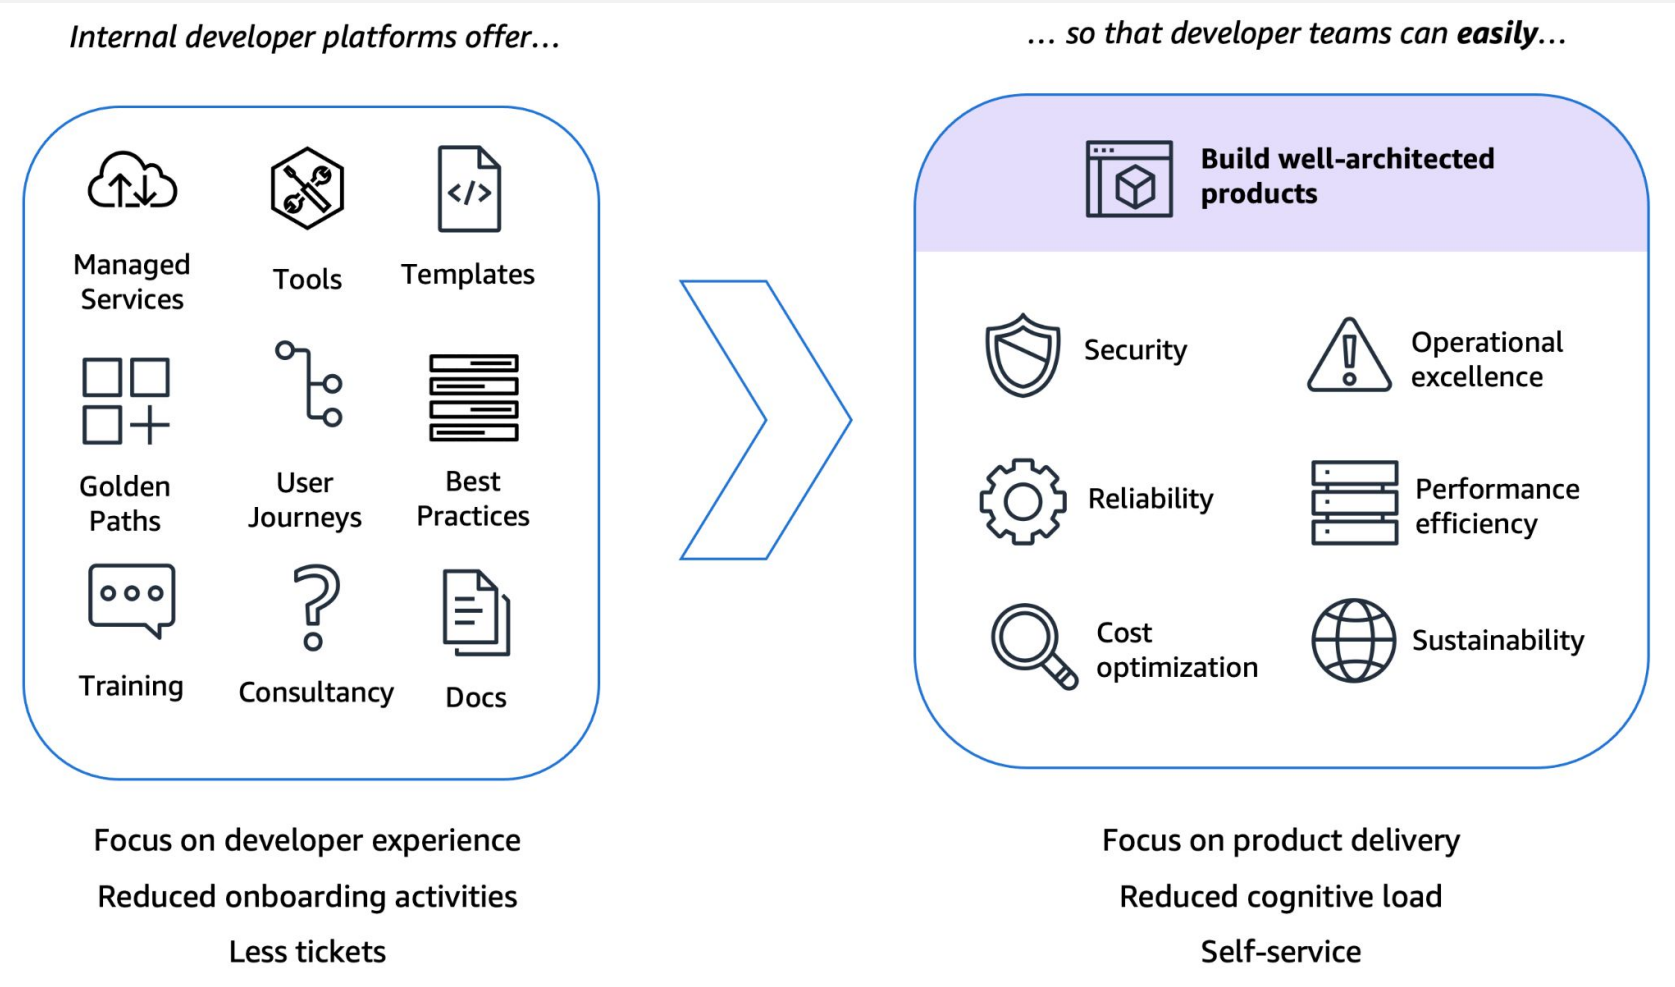 Internal developer platforms offer...
Managed
Services
Tools
Templates
</>
Golden
Paths
User
Journeys
Best
Practices
Training
Consultancy
Docs
Focus on developer experience
Reduced onboarding activities
Less tickets
... so that developer teams can easily...
Build well-architected
products
Security
Operational
excellence
Reliability
Performance
efficiency
Cost
optimization
Sustainability
Focus on product delivery
Reduced cognitive load
Self-service